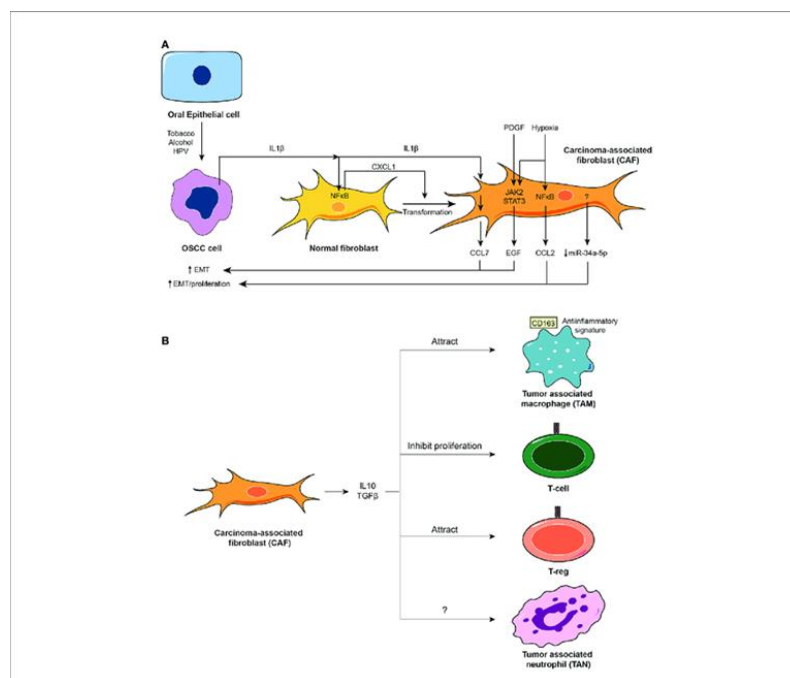 A
Oral Epithelial cell
Tobacco
Alcohol
HPV
IL1β
IL1β
CXCL1
PDGF
Hypoxia
Carcinoma-associated
fibroblast (CAF)
NFκB
Transformation
JAK2
STAT3
NFκB
?
OSCC cell
Normal fibroblast
CCL7
EGF
CCL2
↓miR-34a-5p
↑ EMT
↑ EMT/proliferation
B
CD163
Antiinflammatory
signature
Attract
Tumor associated
macrophage (TAM)
Inhibit proliferation
T-cell
IL10
TGFβ
Carcinoma-associated
fibroblast (CAF)
Attract
T-reg
?
Tumor associated
neutrophil (TAN)